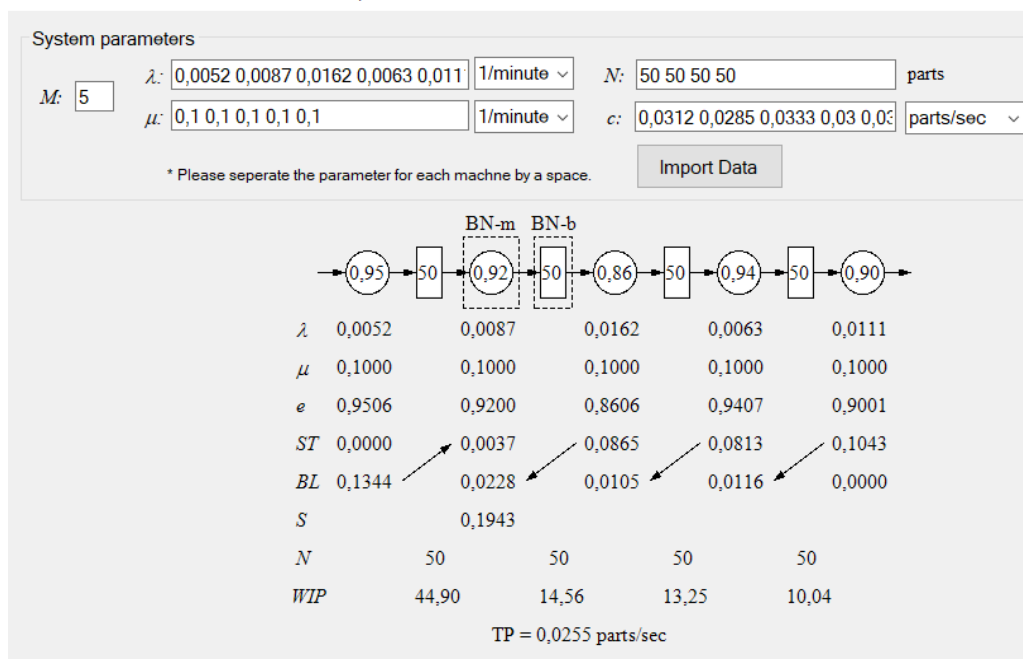 System parameters
M: 5
λ: 0,0052 0,0087 0,0162 0,0063 0,011 1/minute N: 50 50 50 50 parts
μ: 0,1 0,1 0,1 0,1 0,1 1/minute c: 0,0312 0,0285 0,0333 0,03 0,03 parts/sec
* Please seperate the parameter for each machne by a space.
Import Data
BN-m BN-b
0,95 50 0,92 50 0,86 50 0,94 50 0,90
λ 0,0052 0,0087 0,0162 0,0063 0,0111
μ 0,1000 0,1000 0,1000 0,1000 0,1000
e 0,9506 0,9200 0,8606 0,9407 0,9001
ST 0,0000 0,0037 0,0865 0,0813 0,1043
BL 0,1344 0,0228 0,0105 0,0116 0,0000
S 0,1943
N 50 50 50 50
WIP 44,90 14,56 13,25 10,04
TP = 0,0255 parts/sec